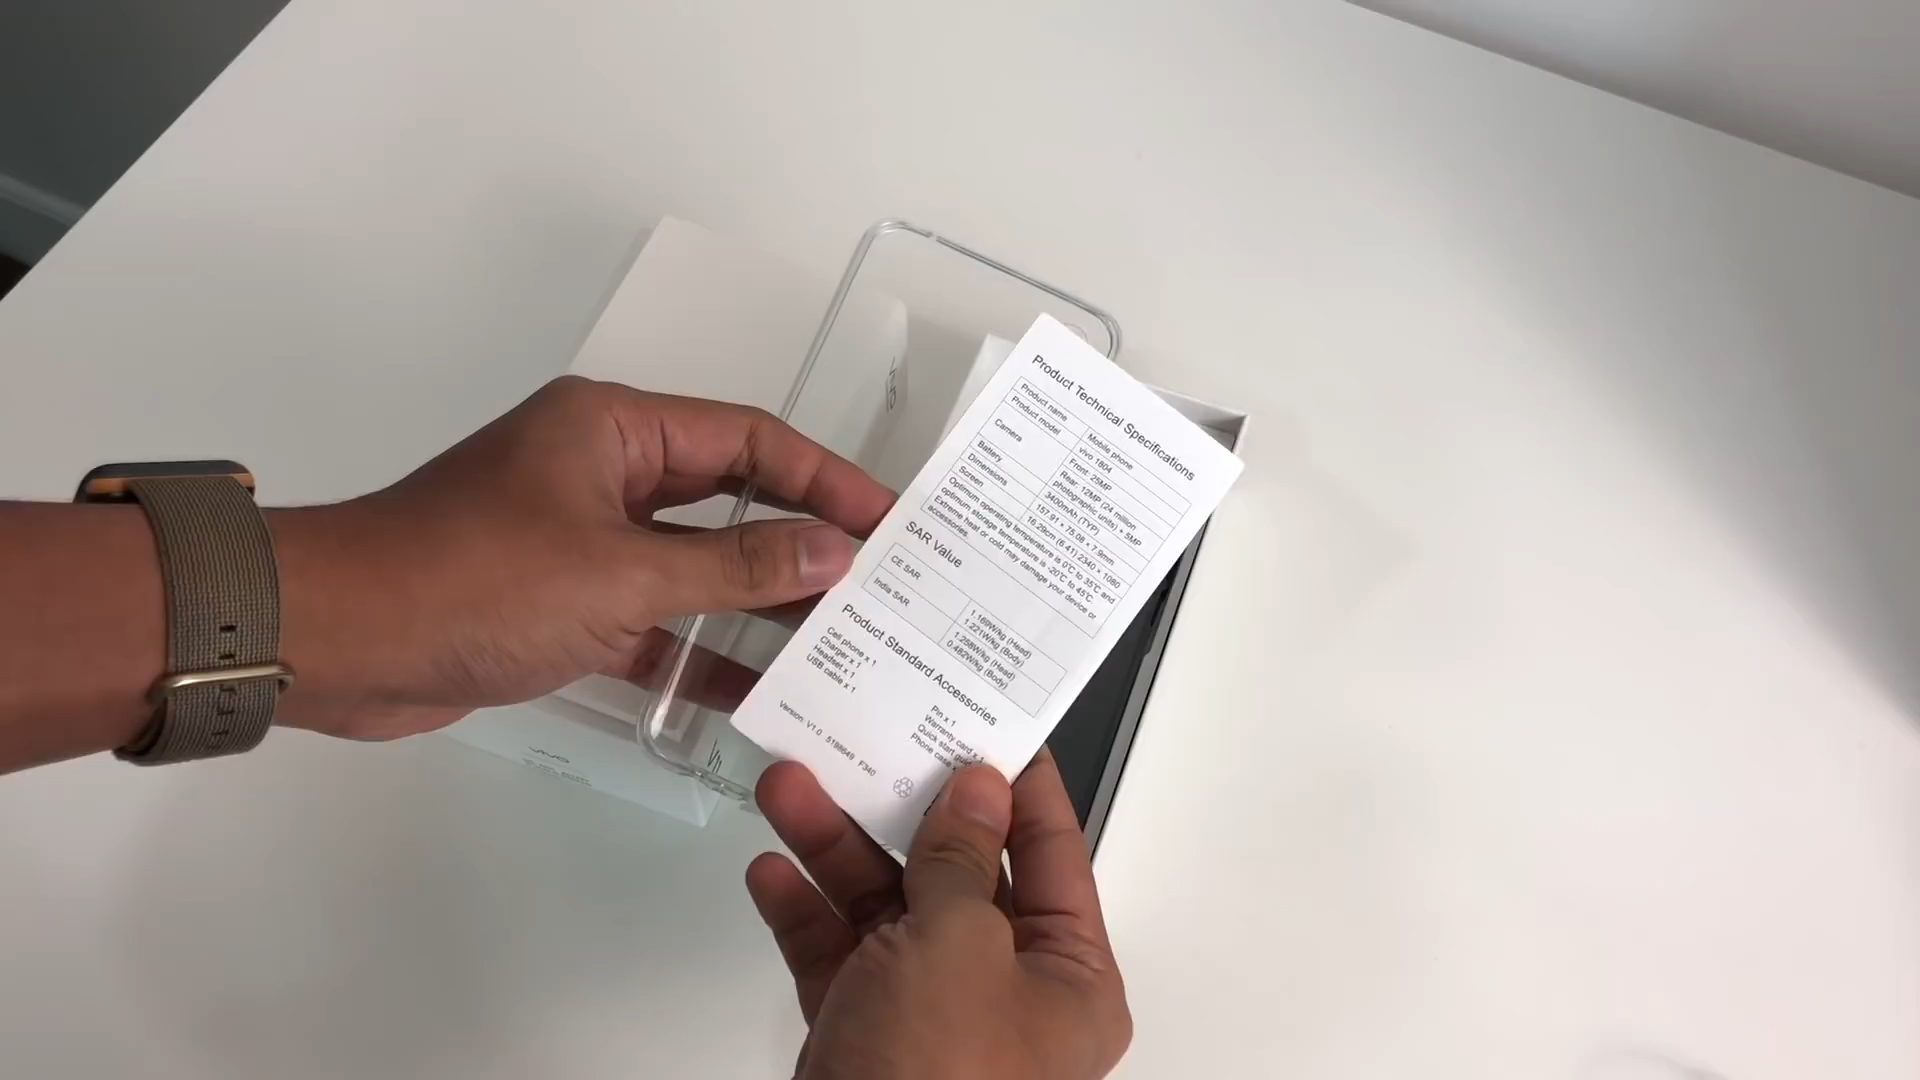 Product Technical Specifications
Product name Mobile phone
Product model vivo 1804
Camera Front: 25MP
Rear: 12MP (24 million
photographic units) + 5MP
Battery 3400mAh (TYP)
Dimensions 157.91 × 75.08 × 7.9mm
Screen 16.29cm (6.41) 2340 × 1080
Optimum operating temperature is 0℃ to 35℃ and
optimum storage temperature is -20℃ to 45℃.
Extreme heat or cold may damage your device or
accessories.
SAR Value
CE SAR 1.169W/kg (Head)
1.221W/kg (Body)
India SAR 1.258W/kg (Head)
0.482W/kg (Body)
Product Standard Accessories
Cell phone x 1
Charger x 1
Headset x 1
USB cable x 1
Pin x 1
Warranty card x 1
Quick start guide
Phone case x
Version: V1.0 5198649 F340
vivo
vivo